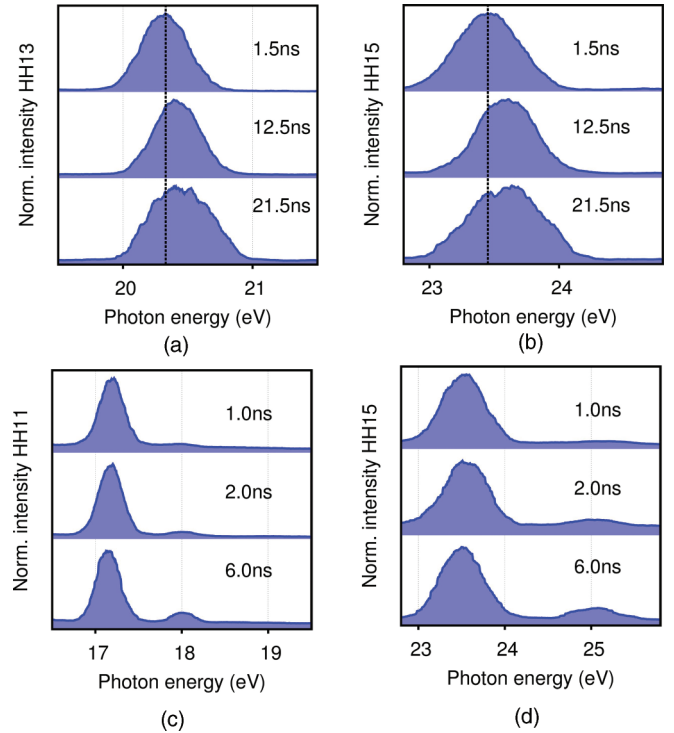 Norm. intensity HH13
1.5ns
12.5ns
21.5ns
20 21
Photon energy (eV)
(a)
Norm. intensity HH15
1.5ns
12.5ns
21.5ns
23 24
Photon energy (eV)
(b)
Norm. intensity HH11
1.0ns
2.0ns
6.0ns
17 18 19
Photon energy (eV)
(c)
Norm. intensity HH15
1.0ns
2.0ns
6.0ns
23 24 25
Photon energy (eV)
(d)